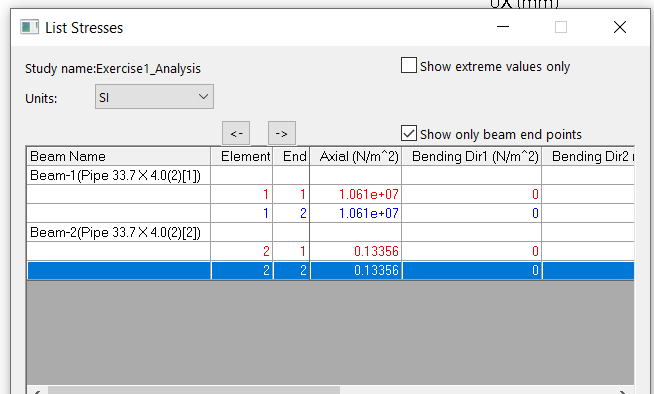 UX (mm)
List Stresses
Study name:Exercise1_Analysis
Show extreme values only
Units: SI
<- ->
Show only beam end points
Beam Name Element End Axial (N/m^2) Bending Dir1 (N/m^2) Bending Dir2
Beam-1(Pipe 33.7×4.0(2)[1])
1 1 1.061e+07 0
1 2 1.061e+07 0
Beam-2(Pipe 33.7×4.0(2)[2])
2 1 0.13356 0
2 2 0.13356 0